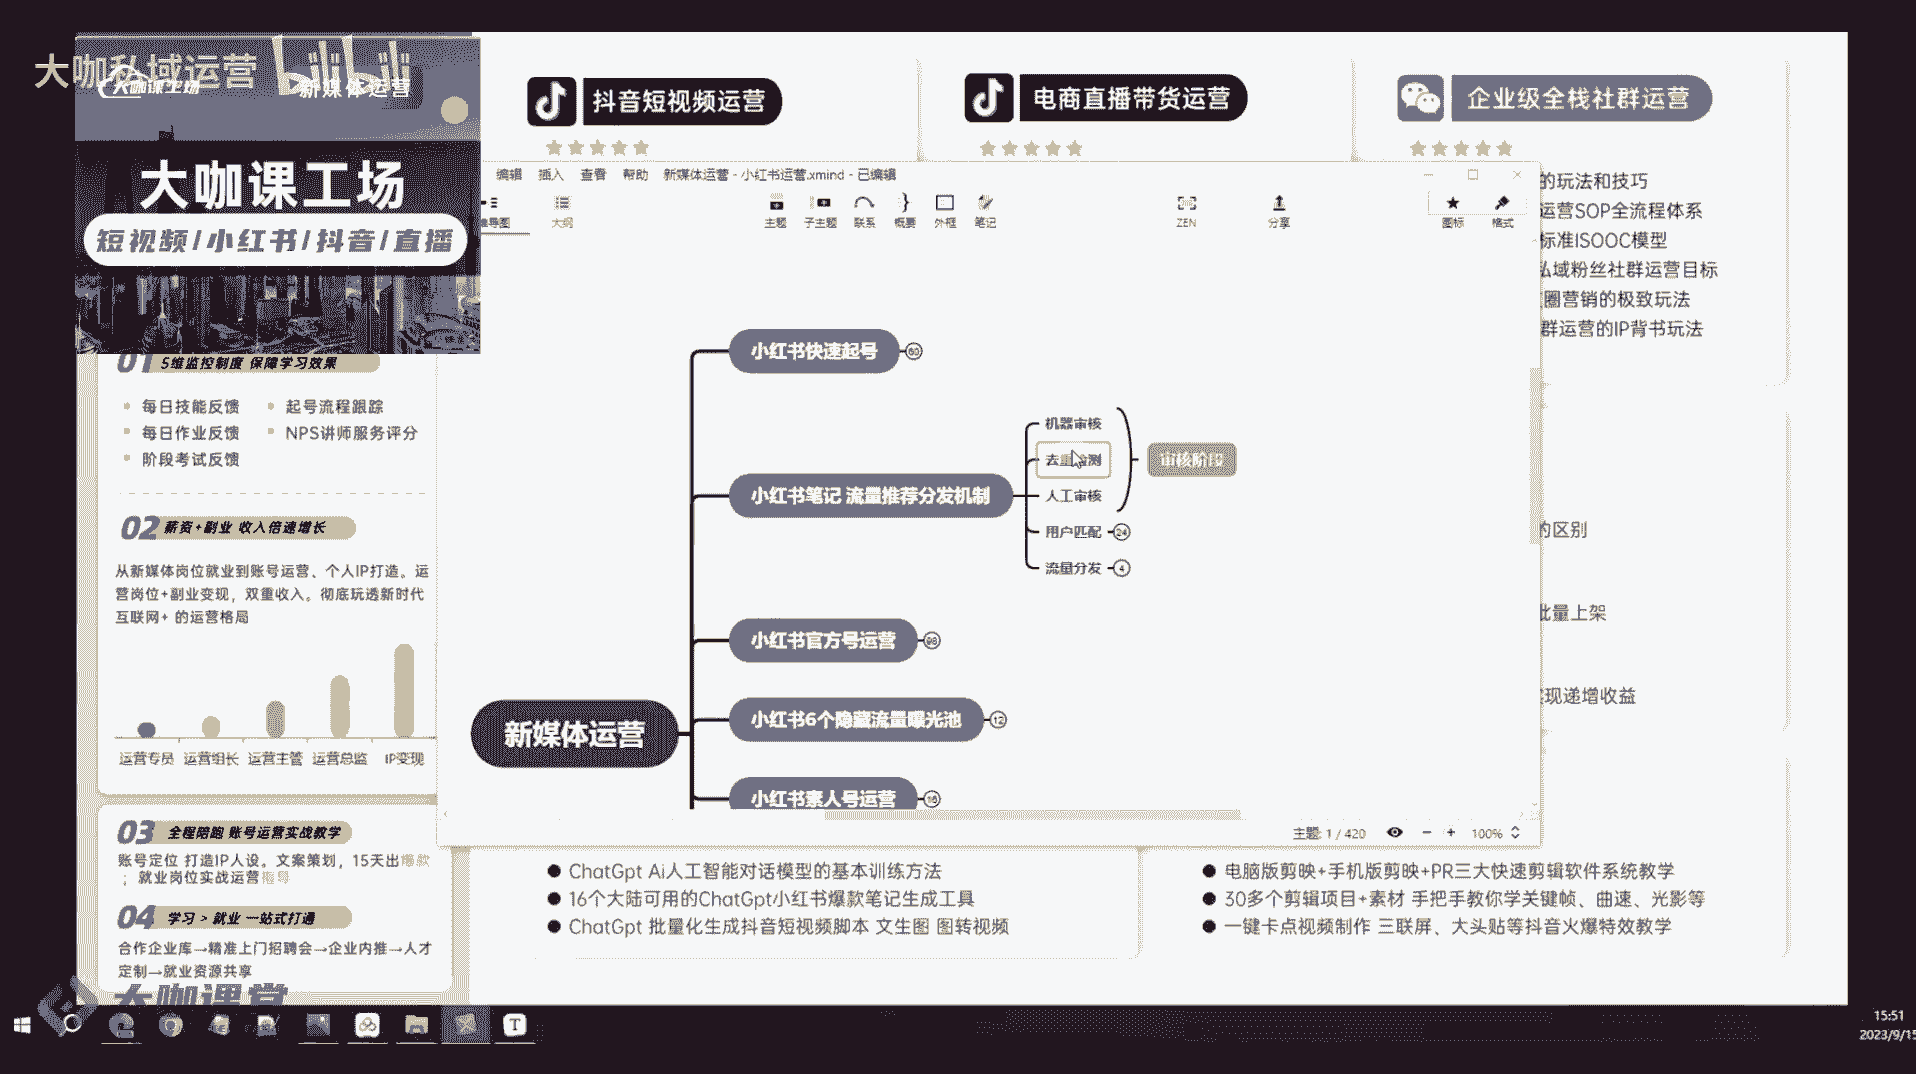 大咖私域运营 bilibili
大咖课工场
新媒体运营
大咖课工场
短视频/小红书/抖音/直播
抖音短视频运营
电商直播带货运营
企业级全栈社群运营
编辑 插入 查看 帮助 新媒体运营 - 小红书运营.xmind - 已编辑
导图 大纲 主题 子主题 联系 概要 外框 笔记 ZEN 分享 图标 格式
的玩法和技巧
运营SOP全流程体系
标准ISOOC模型
私域粉丝社群运营目标
圈营销的极致玩法
群运营的IP背书玩法
的区别
批量上架
实现递增收益
01 5维监控制度 保障学习效果
每日技能反馈 起号流程跟踪
每日作业反馈 NPS讲师服务评分
阶段考试反馈
02 薪资+副业 收入倍速增长
从新媒体岗位就业到账号运营、个人IP打造。运
营岗位+副业变现，双重收入。彻底玩透新时代
互联网+ 的运营格局
运营专员 运营组长 运营主管 运营总监 IP变现
03 全程陪跑 账号运营实战教学
账号定位 打造IP人设。文案策划，15天出爆款
；就业岗位实战运营指导
04 学习 > 就业 一站式打通
合作企业库→精准上门招聘会→企业内推→人才
定制→就业资源共享
大咖课堂
新媒体运营
小红书快速起号 60
小红书笔记 流量推荐分发机制
机器审核
去重检测
人工审核
审核阶段
用户匹配 24
流量分发 4
小红书官方号运营 98
小红书6个隐藏流量曝光池 12
小红书素人号运营 16
主题: 1 / 420 100%
ChatGpt Ai人工智能对话模型的基本训练方法
16个大陆可用的ChatGpt小红书爆款笔记生成工具
ChatGpt 批量化生成抖音短视频脚本 文生图 图转视频
电脑版剪映+手机版剪映+PR三大快速剪辑软件系统教学
30多个剪辑项目+素材 手把手教你学关键帧、曲速、光影等
一键卡点视频制作 三联屏、大头贴等抖音火爆特效教学
15:51
2023/9/15